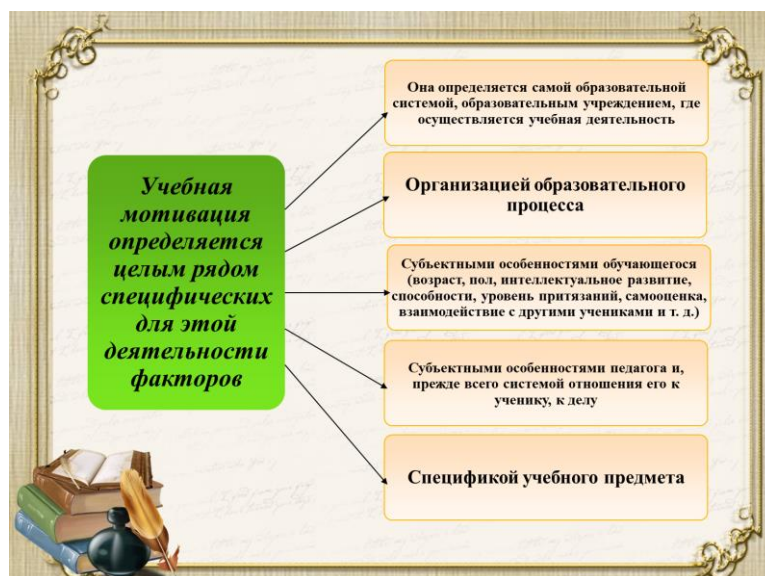 Учебная
мотивация
определяется
целым рядом
специфических
для этой
деятельности
факторов
Она определяется самой образовательной
системой, образовательным учреждением, где
осуществляется учебная деятельность
Организацией образовательного
процесса
Субъектными особенностями обучающегося
(возраст, пол, интеллектуальное развитие,
способности, уровень притязаний, самооценка,
взаимодействие с другими учениками и т. д.)
Субъектными особенностями педагога и,
прежде всего системой отношения его к
ученику, к делу
Спецификой учебного предмета